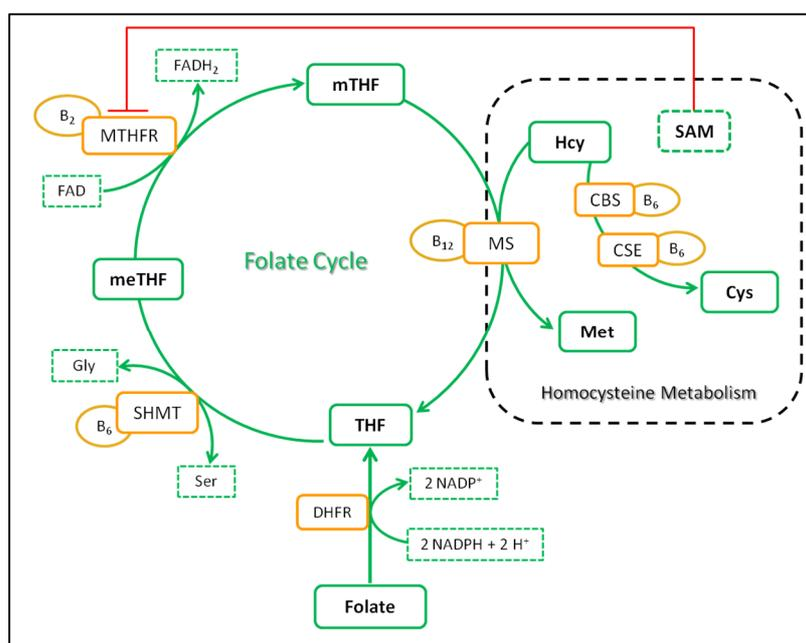 FADH₂
mTHF
B₂
MTHFR
SAM
Hcy
FAD
CBS
B₆
B₁₂
MS
CSE
B₆
Folate Cycle
meTHF
Cys
Met
Gly
Homocysteine Metabolism
SHMT
B₆
THF
Ser
2 NADP⁺
DHFR
2 NADPH + 2 H⁺
Folate